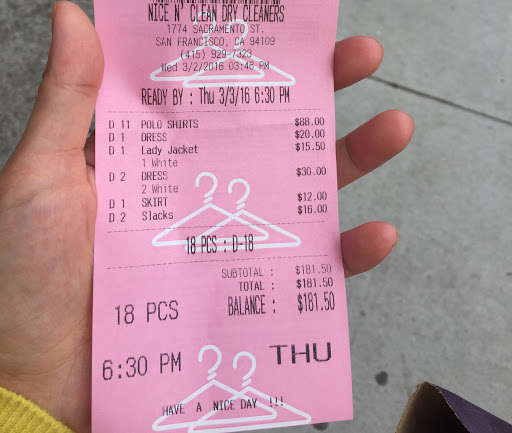 NICE N' CLEAN DRY CLEANERS
1774 SACRAMENTO ST.
SAN FRANCISCO, CA 94109
(415) 929-7323
Wed 3/2/2016 03:46 PM
READY BY : Thu 3/3/16 6:30 PM
D 11 POLO SHIRTS $88.00
D 1 DRESS $20.00
D 1 Lady Jacket $15.50
1 White
D 2 DRESS $30.00
2 White
D 1 SKIRT $12.00
D 2 Slacks $16.00
18 PCS : D-18
SUBTOTAL : $181.50
TOTAL : $181.50
18 PCS BALANCE : $181.50
6:30 PM THU
HAVE A NICE DAY !!!